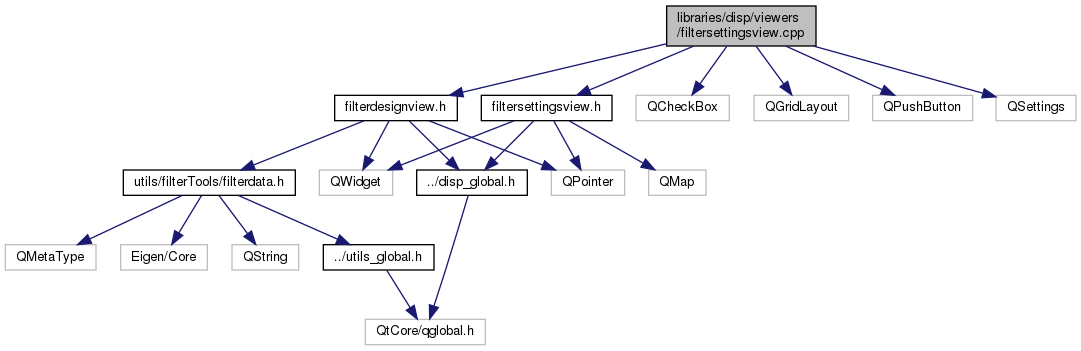 libraries/disp/viewers
/filtersettingsview.cpp
filterdesignview.h
filtersettingsview.h
QCheckBox
QGridLayout
QPushButton
QSettings
utils/filterTools/filterdata.h
QWidget
../disp_global.h
QPointer
QMap
QMetaType
Eigen/Core
QString
../utils_global.h
QtCore/qglobal.h